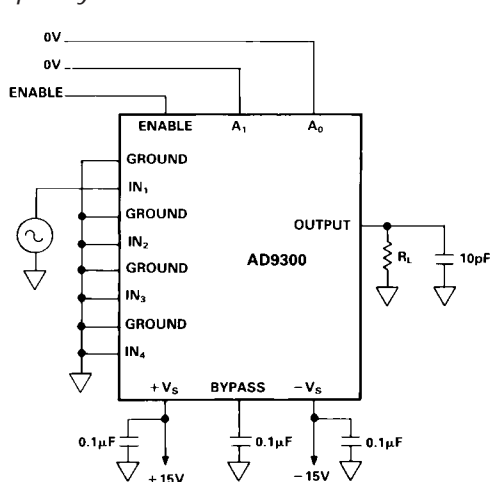 0V
0V
ENABLE
ENABLE A1 A0
GROUND
IN1
GROUND
IN2
GROUND
IN3
GROUND
IN4
OUTPUT
AD9300
RL
10pF
+VS BYPASS −VS
0.1μF
0.1μF
0.1μF
+15V
−15V